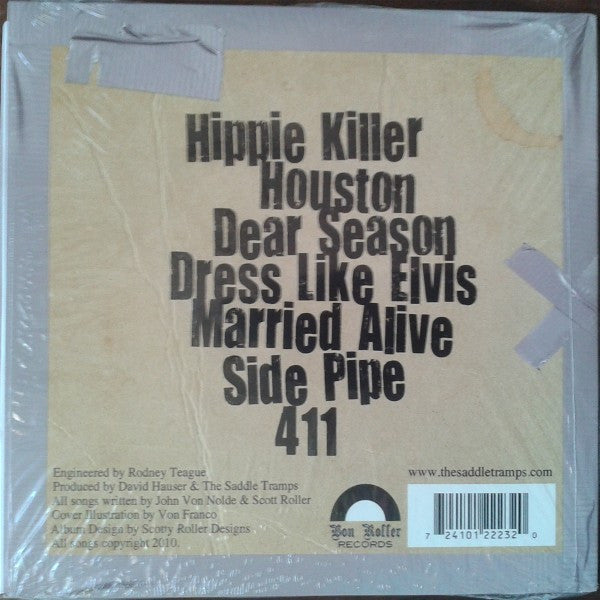 Hippie Killer
Houston
Dear Season
Dress Like Elvis
Married Alive
Side Pipe
411
Engineered by Rodney Teague
Produced by David Hauser & The Saddle Tramps
All songs written by John Von Nolde & Scott Roller
Cover Illustration by Von Franco
Album Design by Scotty Roller Designs
All songs copyright 2010.
www.thesaddletramps.com
Von Roller
RECORDS
7 24101 22232 0